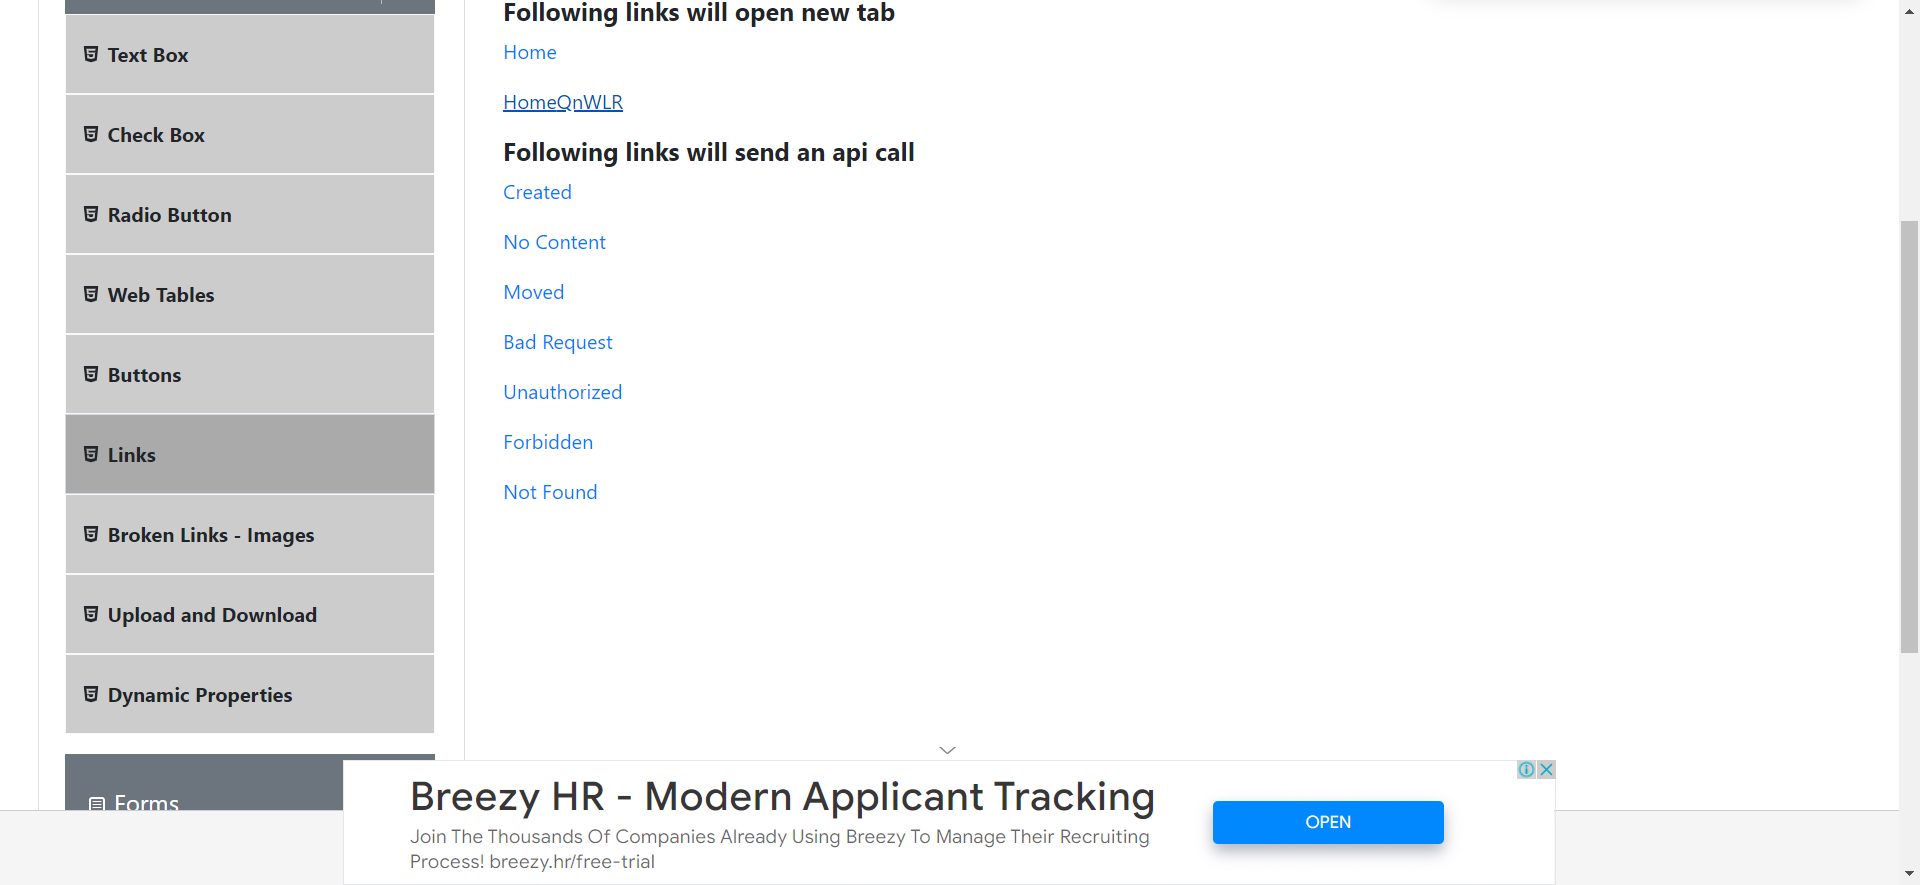 Text Box
Check Box
Radio Button
Web Tables
Buttons
Links
Broken Links - Images
Upload and Download
Dynamic Properties
Forms
Following links will open new tab
Home
HomeQnWLR
Following links will send an api call
Created
No Content
Moved
Bad Request
Unauthorized
Forbidden
Not Found
Breezy HR - Modern Applicant Tracking
Join The Thousands Of Companies Already Using Breezy To Manage Their Recruiting
Process! breezy.hr/free-trial
OPEN